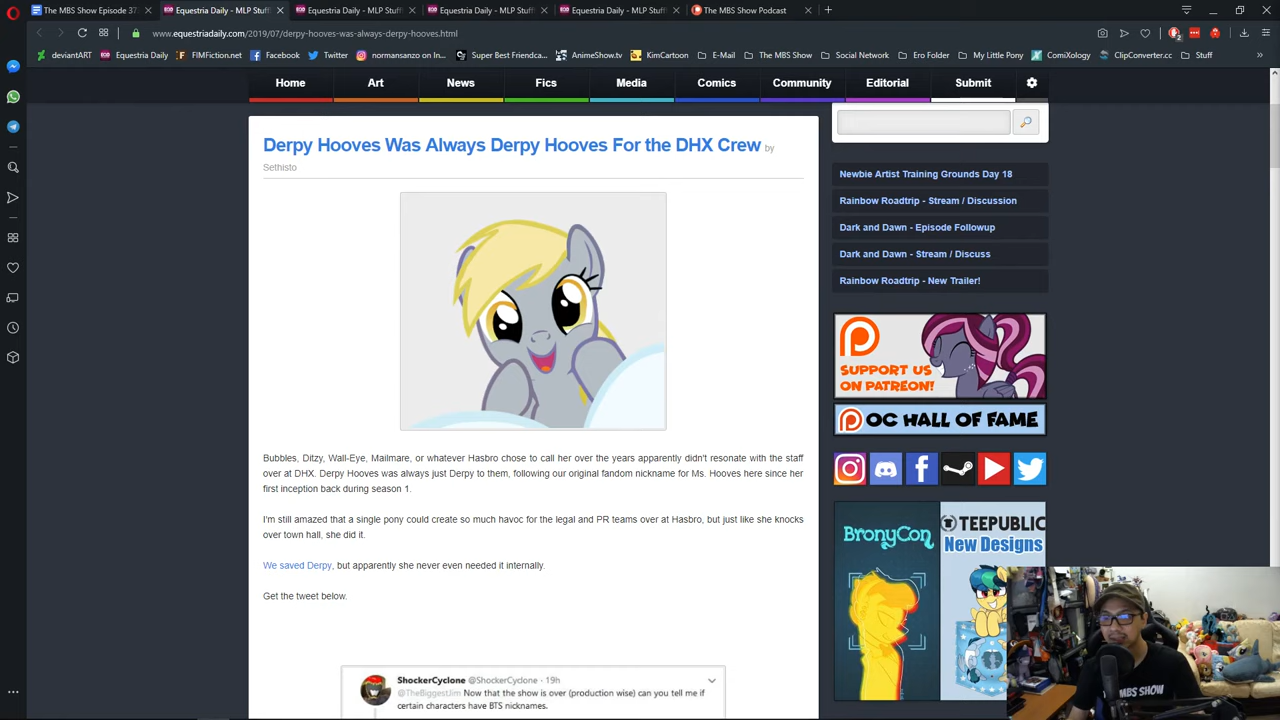 The MBS Show Episode 37
Equestria Daily - MLP Stuff
Equestria Daily - MLP Stuf
Equestria Daily - MLP Stuf
Equestria Daily - MLP Stuf
The MBS Show Podcast
www.equestriadaily.com/2019/07/derpy-hooves-was-always-derpy-hooves.html
deviantART
Equestria Daily
FIMFiction.net
Facebook
normansanzo on In...
Super Best Friendca...
AnimeShow.tv
KimCartoon
E-Mail
The MBS Show
Social Network
Ero Folder
My Little Pony
ComiXology
ClipConverter.cc
Stuff
Home
Art
News
Fics
Media
Comics
Community
Editorial
Submit
Derpy Hooves Was Always Derpy Hooves For the DHX Crew by
Sethisto
Bubbles, Ditzy, Wall-Eye, Mailmare, or whatever Hasbro chose to call her over the years apparently didn't resonate with the staff
over at DHX. Derpy Hooves was always just Derpy to them, following our original fandom nickname for Ms. Hooves here since her
first inception back during season 1.
I'm still amazed that a single pony could create so much havoc for the legal and PR teams over at Hasbro, but just like she knocks
over town hall, she did it.
We saved Derpy, but apparently she never even needed it internally.
Get the tweet below.
ShockerCyclone @ShockerCyclone · 19h
@TheBiggestJim Now that the show is over (production wise) can you tell me if
certain characters have BTS nicknames.
Newbie Artist Training Grounds Day 18
Rainbow Roadtrip - Stream / Discussion
Dark and Dawn - Episode Followup
Dark and Dawn - Stream / Discuss
Rainbow Roadtrip - New Trailer!
SUPPORT US
ON PATREON!
OC HALL OF FAME
BRONYCON
TEEPUBLIC
New Designs
MBS SHOW